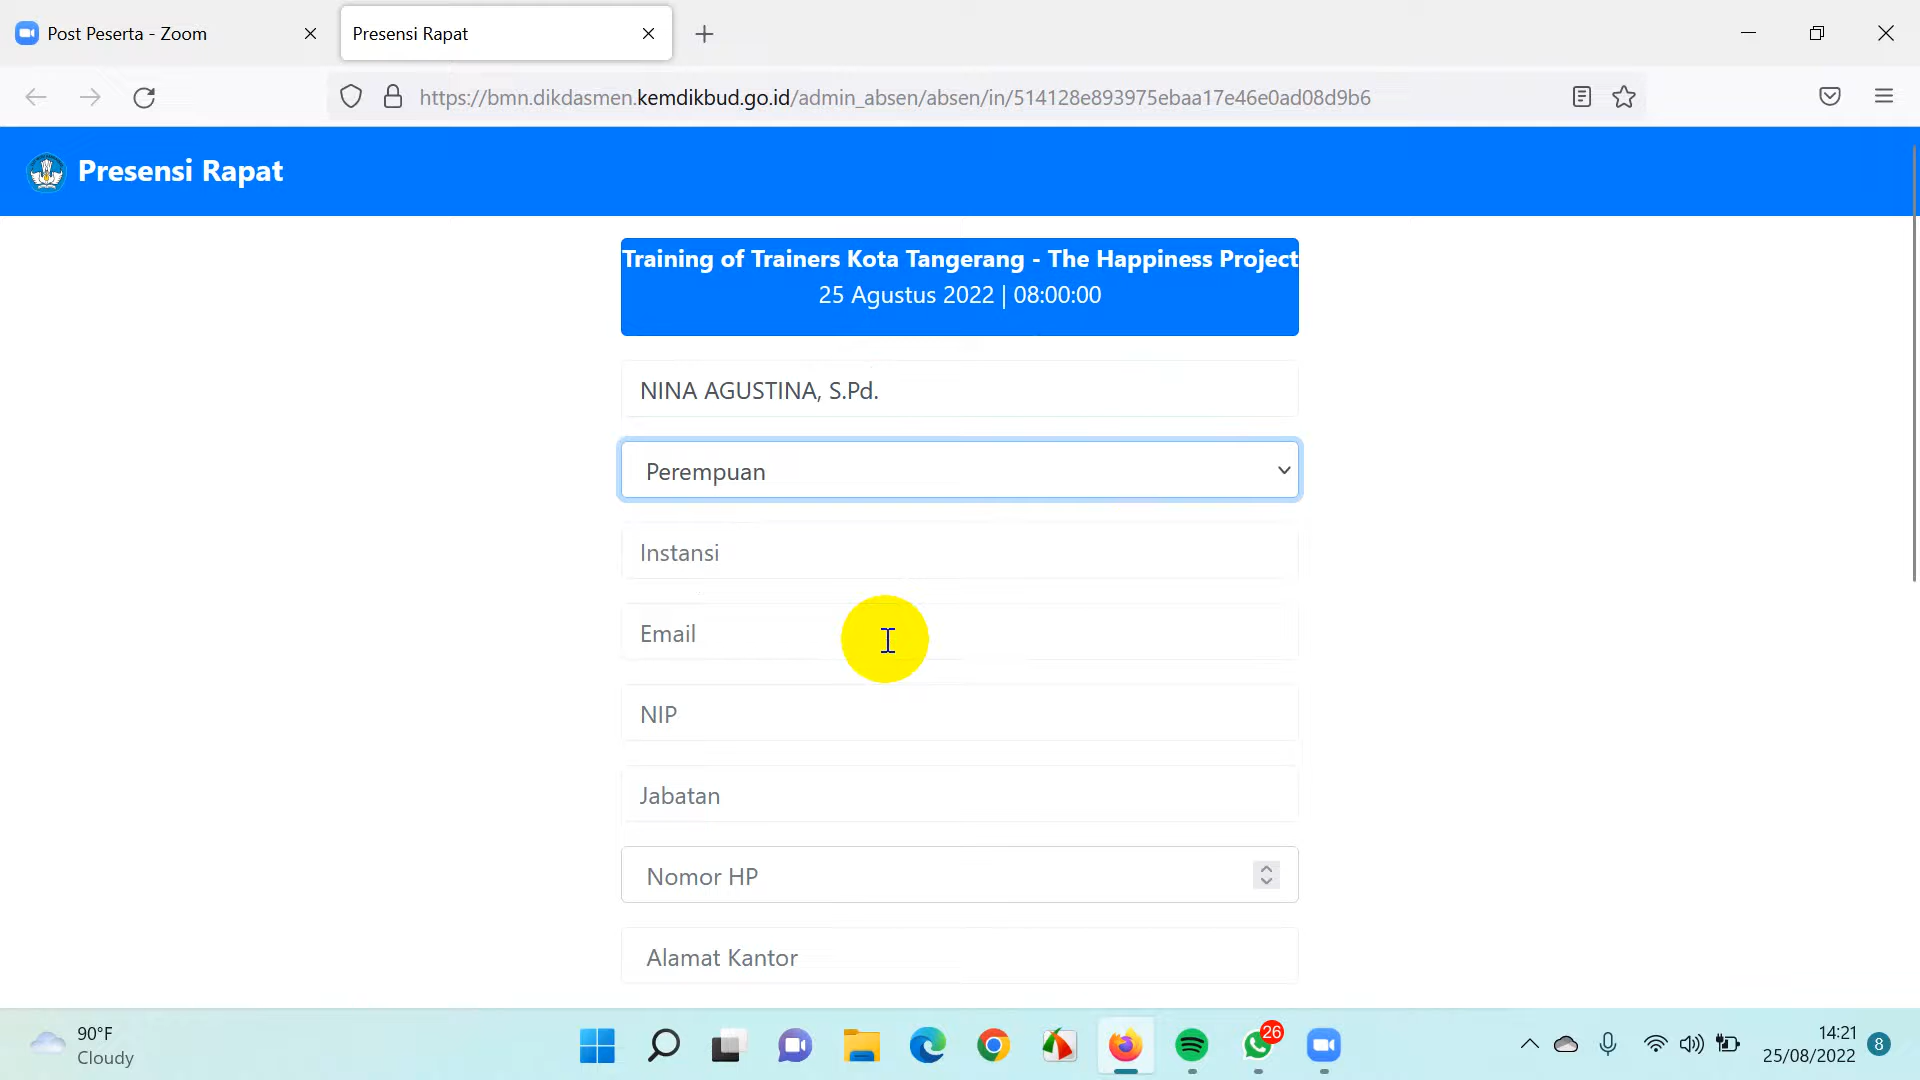 Post Peserta - Zoom
Presensi Rapat
https://bmn.dikdasmen.kemdikbud.go.id/admin_absen/absen/in/514128e893975ebaa17e46e0ad08d9b6
Presensi Rapat
Training of Trainers Kota Tangerang - The Happiness Project
25 Agustus 2022 | 08:00:00
NINA AGUSTINA, S.Pd.
Perempuan
Instansi
Email
NIP
Jabatan
Nomor HP
Alamat Kantor
90°F
Cloudy
26
14:21
25/08/2022
8